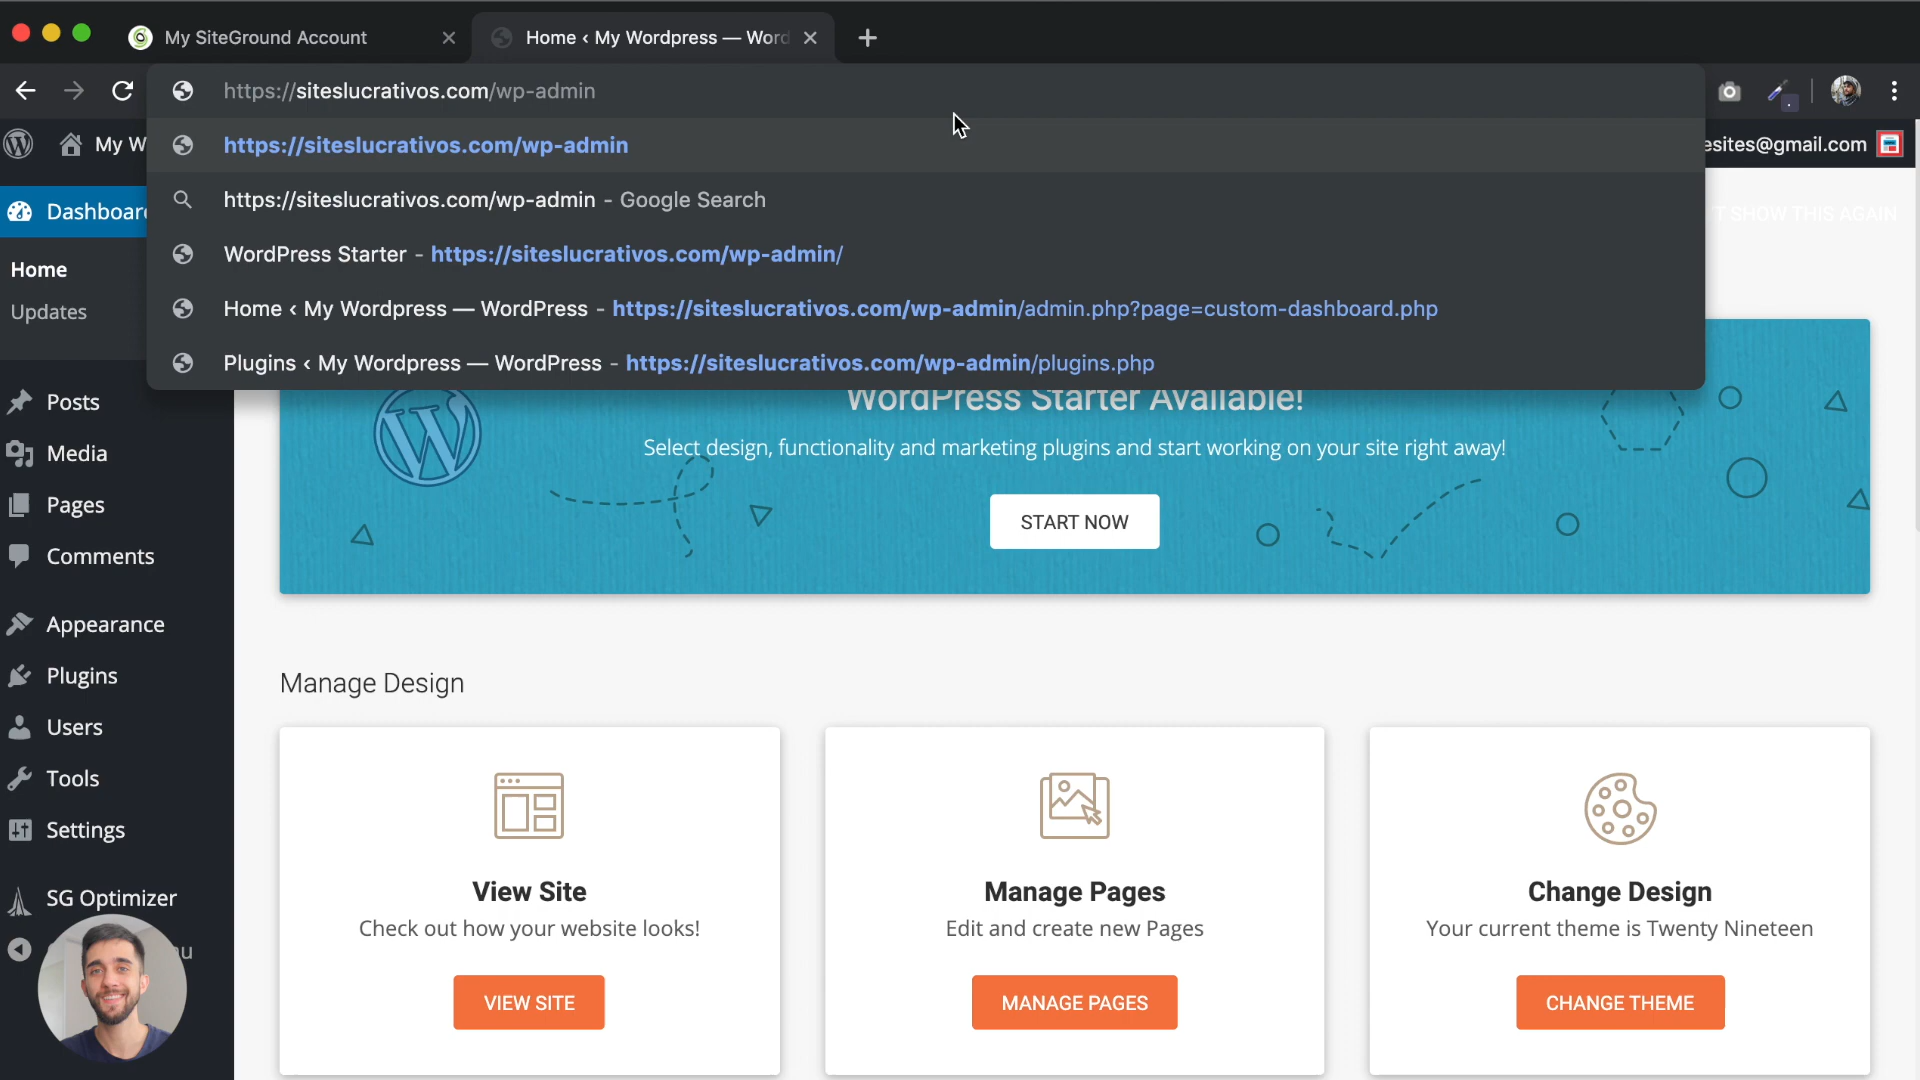 My SiteGround Account
Home ‹ My Wordpress — Word
https://siteslucrativos.com/wp-admin
My W
https://siteslucrativos.com/wp-admin
esites@gmail.com
https://siteslucrativos.com/wp-admin - Google Search
Dashboard
T SHOW THIS AGAIN
WordPress Starter - https://siteslucrativos.com/wp-admin/
Home
Home ‹ My Wordpress — WordPress - https://siteslucrativos.com/wp-admin/admin.php?page=custom-dashboard.php
Updates
Plugins ‹ My Wordpress — WordPress - https://siteslucrativos.com/wp-admin/plugins.php
Posts
Media
Pages
Comments
Appearance
Plugins
Users
Tools
Settings
SG Optimizer
u
WordPress Starter Available!
Select design, functionality and marketing plugins and start working on your site right away!
START NOW
Manage Design
View Site
Check out how your website looks!
VIEW SITE
Manage Pages
Edit and create new Pages
MANAGE PAGES
Change Design
Your current theme is Twenty Nineteen
CHANGE THEME